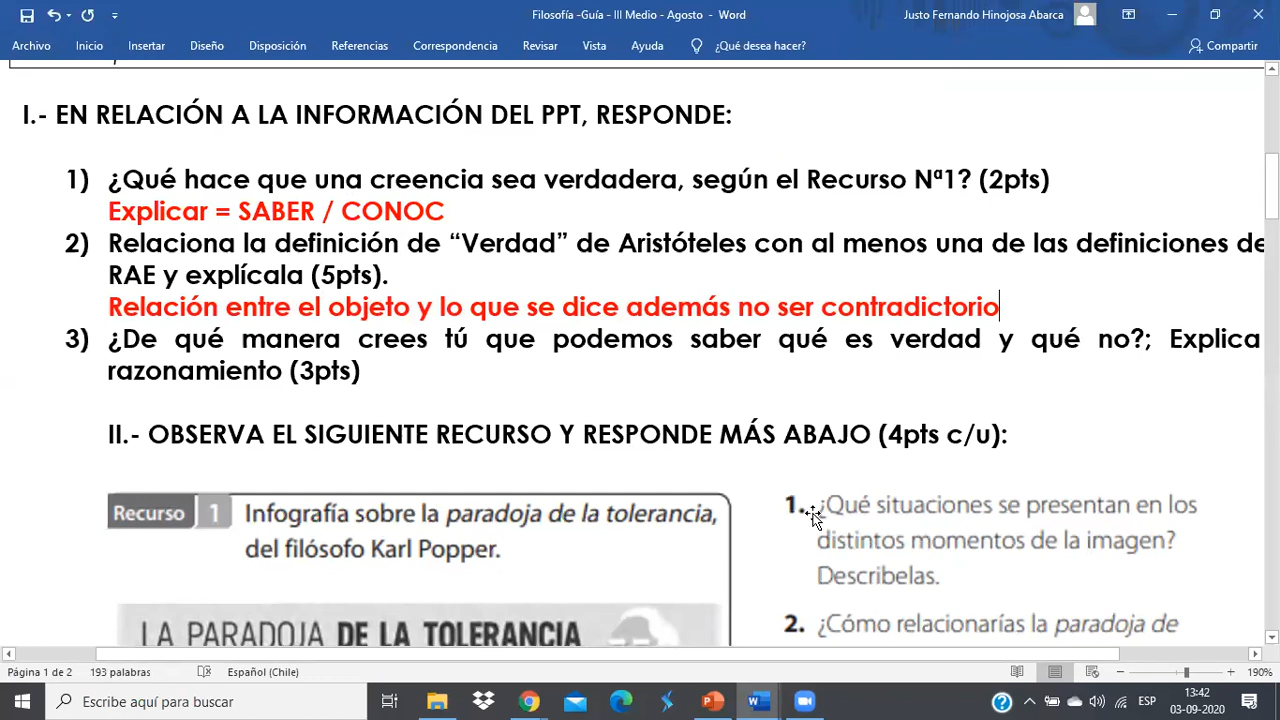 Filosofía -Guía - III Medio - Agosto - Word
Justo Fernando Hinojosa Abarca
Archivo Inicio Insertar Diseño Disposición Referencias Correspondencia Revisar Vista Ayuda ¿Qué desea hacer? Compartir
I.- EN RELACIÓN A LA INFORMACIÓN DEL PPT, RESPONDE:
1) ¿Qué hace que una creencia sea verdadera, según el Recurso Nª1? (2pts)
Explicar = SABER / CONOC
2) Relaciona la definición de “Verdad” de Aristóteles con al menos una de las definiciones de
RAE y explícala (5pts).
Relación entre el objeto y lo que se dice además no ser contradictorio
3) ¿De qué manera crees tú que podemos saber qué es verdad y qué no?; Explica
razonamiento (3pts)
II.- OBSERVA EL SIGUIENTE RECURSO Y RESPONDE MÁS ABAJO (4pts c/u):
Recurso 1 Infografía sobre la paradoja de la tolerancia,
del filósofo Karl Popper.
LA PARADOJA DE LA TOLERANCIA
1. ¿Qué situaciones se presentan en los
distintos momentos de la imagen?
Describelas.
2. ¿Cómo relacionarías la paradoja de
Página 1 de 2 193 palabras Español (Chile) 190%
Escribe aquí para buscar
ESP
13:42
03-09-2020